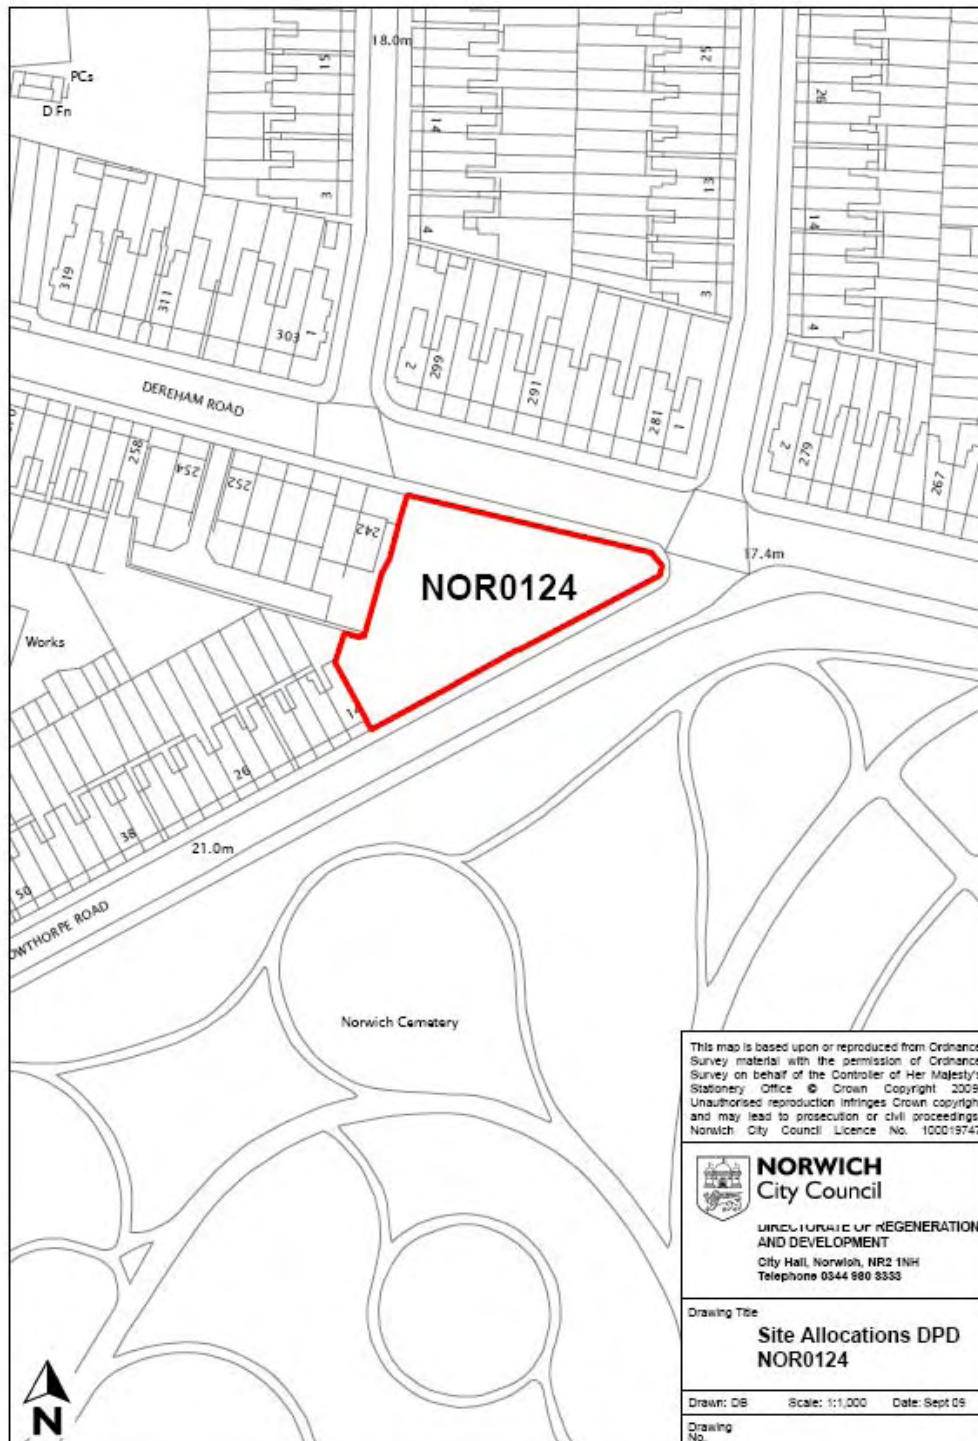 18.0m
15
25
26
PCs
D Fn
14
13
3
14
4
3
4
319
311
303
1
2
299
291
281
1
2
279
267
DEREHAM ROAD
258
254
252
242
17.4m
NOR0124
Works
26
38
21.0m
50
OWTHORPE ROAD
Norwich Cemetery
This map is based upon or reproduced from Ordnance
Survey material with the permission of Ordnance
Survey on behalf of the Controller of Her Majesty's
Stationery Office © Crown Copyright 2009
Unauthorised reproduction infringes Crown copyrigh
and may lead to prosecution or civil proceedings
Norwich City Council Licence No. 100019747
NORWICH
City Council
DIRECTORATE OF REGENERATION
AND DEVELOPMENT
City Hall, Norwich, NR2 1NH
Telephone 0344 980 3333
Drawing Title
Site Allocations DPD
NOR0124
Drawn: DB Scale: 1:1,000 Date: Sept 09
Drawing
No.
N